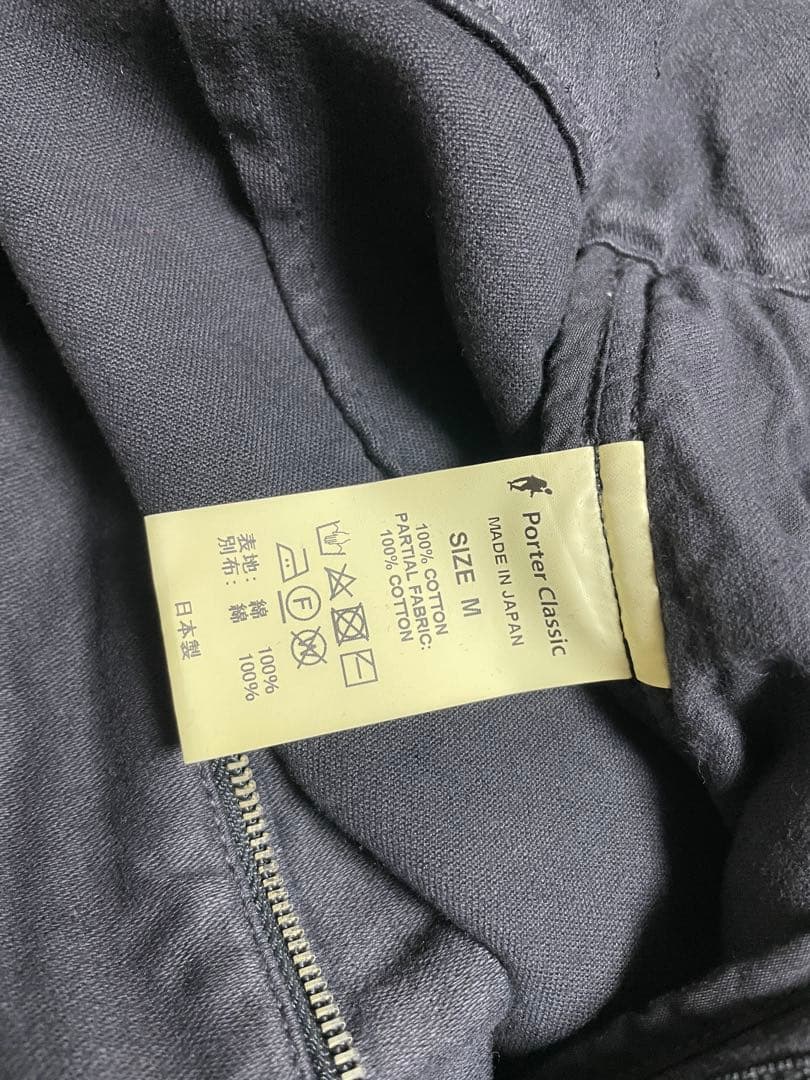 Porter Classic
MADE IN JAPAN
SIZE M
100% COTTON
PARTIAL FABRIC:
100% COTTON
F
W
表地: 綿 100%
別布: 綿 100%
日本製